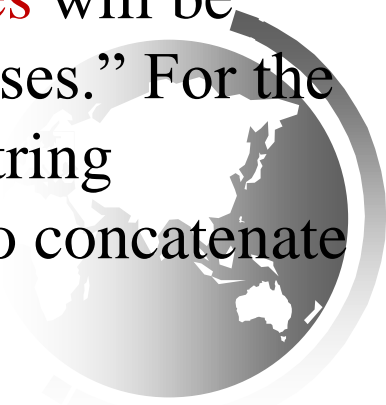 es will be
ses.” For the
tring
o concatenate